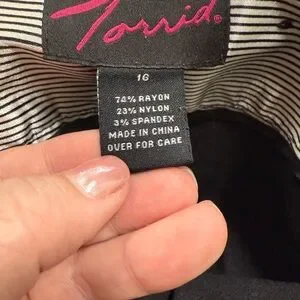 Torrid
16
74% RAYON
23% NYLON
3% SPANDEX
MADE IN CHINA
OVER FOR CARE